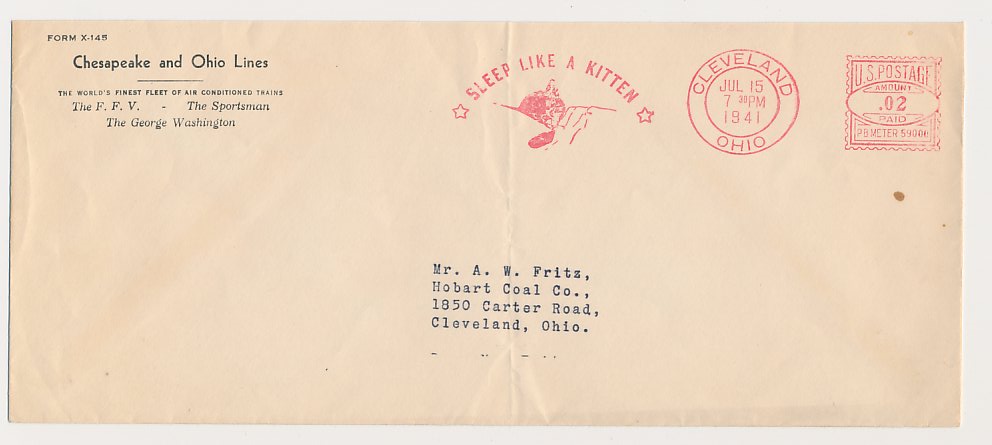 FORM X-145
Chesapeake and Ohio Lines
THE WORLD'S FINEST FLEET OF AIR CONDITIONED TRAINS
The F. F. V. - The Sportsman
The George Washington
SLEEP LIKE A KITTEN
CLEVELAND
JUL 15
7 30 PM
1941
OHIO
U.S. POSTAGE
AMOUNT
.02
PAID
PB METER 59000
Mr. A. W. Fritz,
Hobart Coal Co.,
1850 Carter Road,
Cleveland, Ohio.